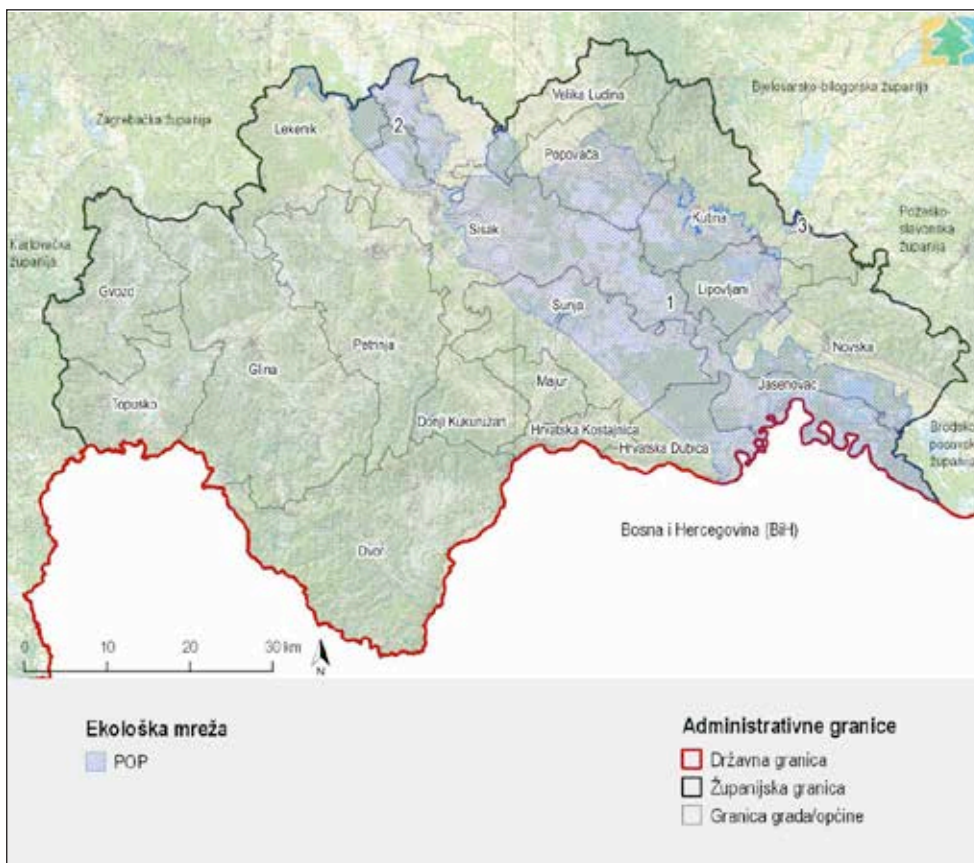 Velika Ludina
Bjelovarsko-bilogorska županija
Zagrebačka županija
Lekenik
2
Popovača
Kutina
Požeško-
slavonska
županija
3
Karlovačka
županija
Sisak
Gvozd
Lipovljani
Sunja
1
Petrinja
Novska
Glina
Majur
Jasenovac
Topusko
Donji Kukuruzari
Hrvatska Kostajnica
Hrvatska Dubica
Brodsko-
posavska
županija
Bosna i Hercegovina (BiH)
Dvor
0 10 20 30 km
N
Ekološka mreža
POP
Administrativne granice
Državna granica
Županijska granica
Granica grada/općine